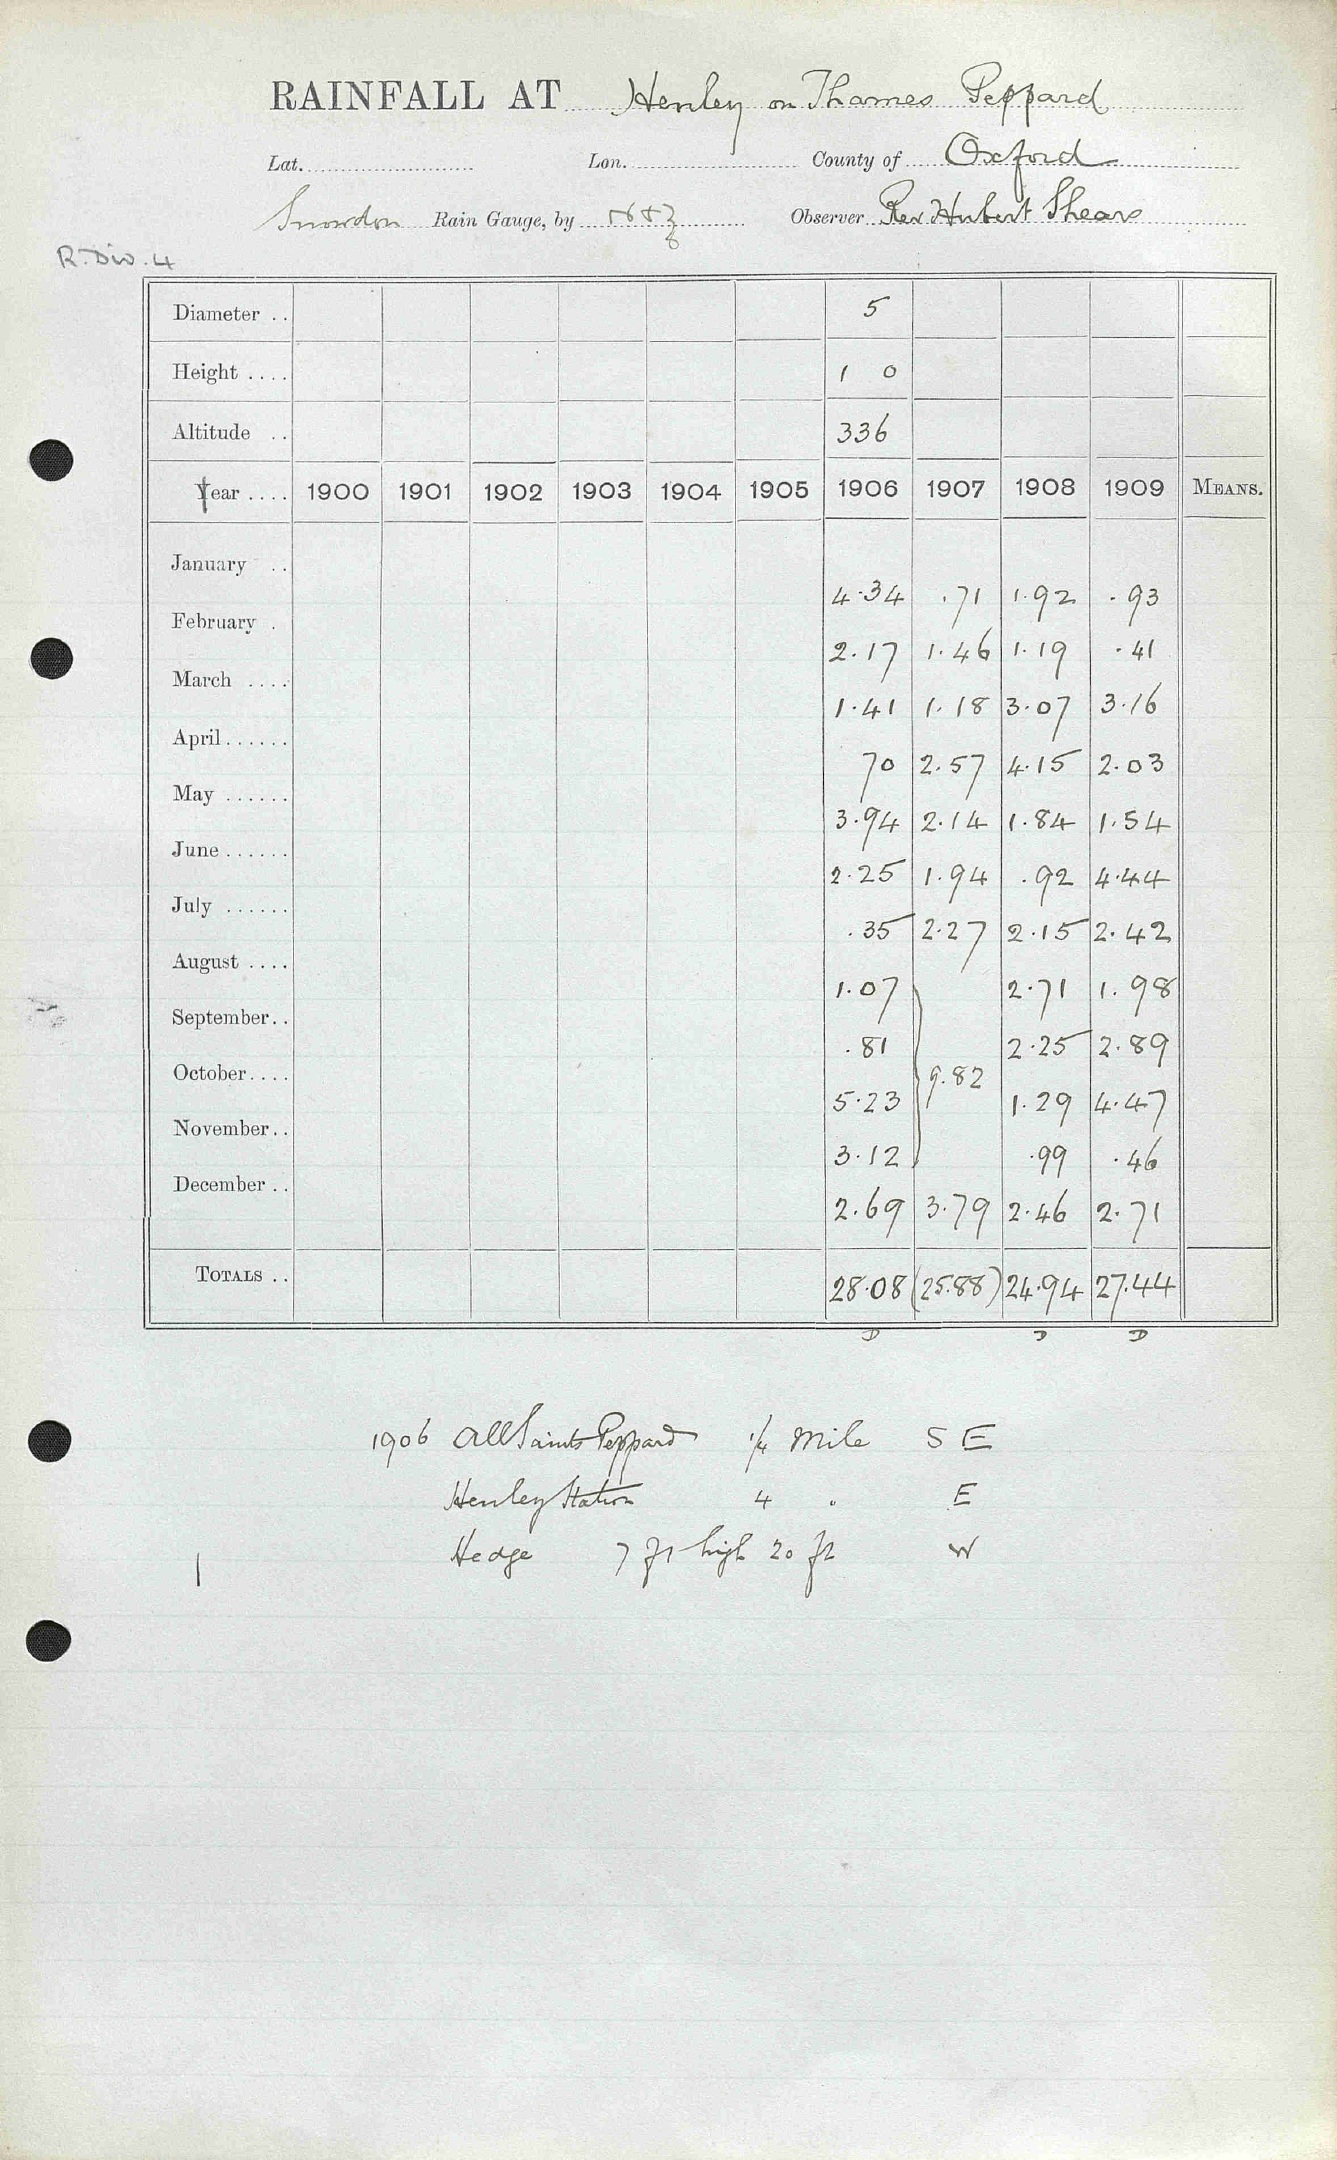 RAINFALL AT Henley on Thames Peppard
Lat. Lon. County of Oxford
Snowdon Rain Gauge, by Observer Rev Hubert Shears
R. Div. 4
Diameter .. 5
Height .... 1 0
Altitude .. 336
Year .... 1900 1901 1902 1903 1904 1905 1906 1907 1908 1909 MEANS.
January .. 4.34 .71 1.92 .93
February . 2.17 1.46 1.19 .41
March .... 1.41 1.18 3.07 3.16
April...... 70 2.57 4.15 2.03
May ...... 3.94 2.14 1.84 1.54
June...... 2.25 1.94 .92 4.44
July ...... .35 2.27 2.15 2.42
August .... 1.07 2.71 1.98
September.. .81 2.25 2.89
October.... 5.23 9.82 1.29 4.47
November.. 3.12 .99 .46
December .. 2.69 3.79 2.46 2.71
TOTALS .. 28.08 (25.88) 24.94 27.44
D D D
1906 All Saints Peppard 1/4 Mile S E
Henley Station 4 " E
Hedge 7 ft high 20 ft W